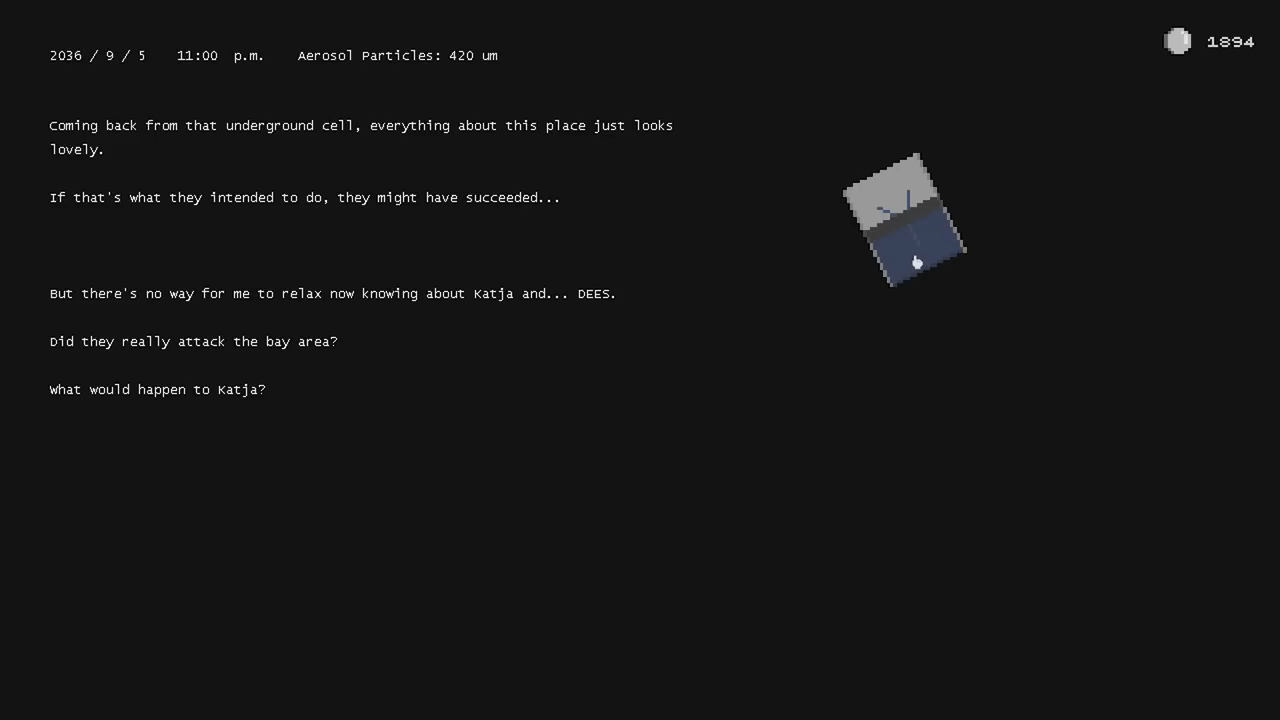 2036 / 9 / 5 11:00 p.m. Aerosol Particles: 420 um
1894
Coming back from that underground cell, everything about this place just looks
lovely.
If that's what they intended to do, they might have succeeded...
But there's no way for me to relax now knowing about Katja and... DEES.
Did they really attack the bay area?
What would happen to Katja?